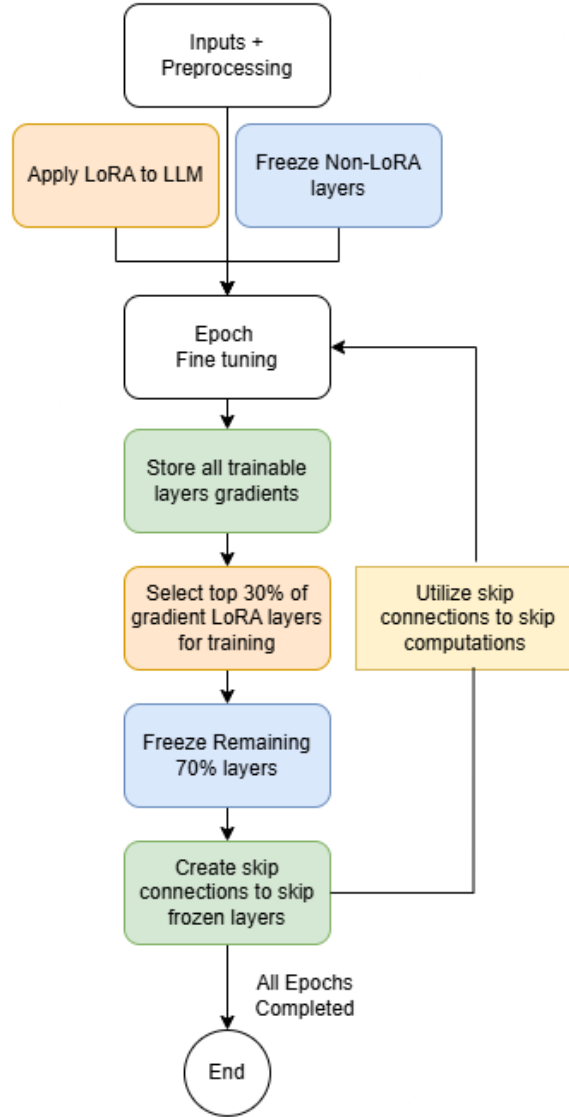 Inputs +
Preprocessing
Apply LoRA to LLM
Freeze Non-LoRA
layers
Epoch
Fine tuning
Store all trainable
layers gradients
Select top 30% of
gradient LoRA layers
for training
Utilize skip
connections to skip
computations
Freeze Remaining
70% layers
Create skip
connections to skip
frozen layers
All Epochs
Completed
End